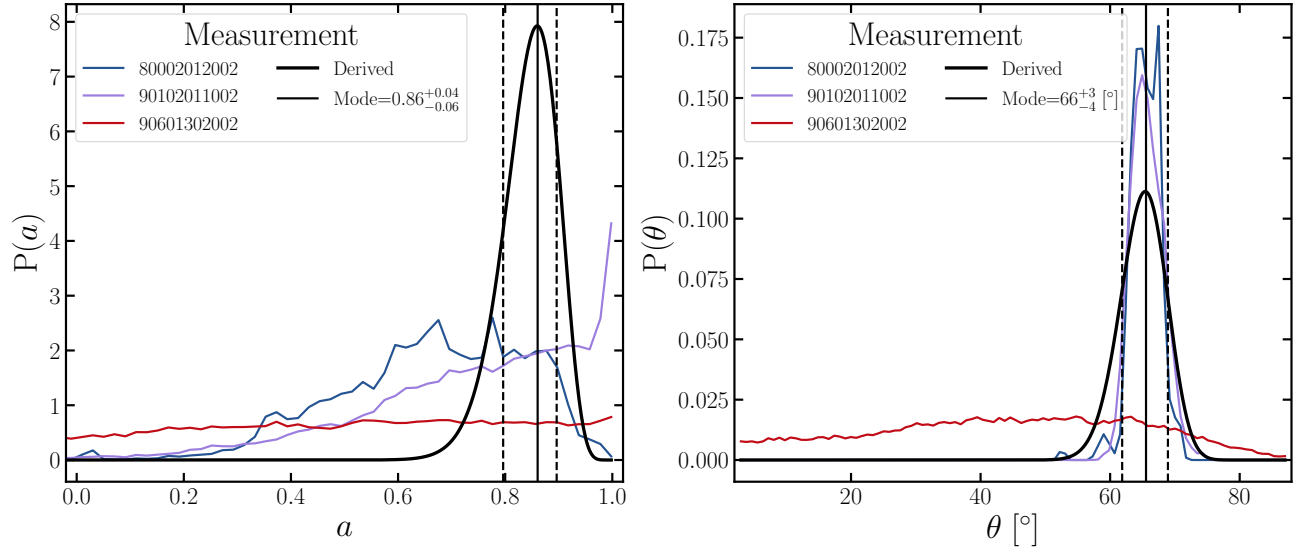 Measurement
80002012002
90102011002
90601302002
Derived
Mode=0.86+0.04−0.06
P(a)
8
7
6
5
4
3
2
1
0
0.0 0.2 0.4 0.6 0.8 1.0
a
Measurement
80002012002
90102011002
90601302002
Derived
Mode=66+3−4 [°]
P(θ)
0.175
0.150
0.125
0.100
0.075
0.050
0.025
0.000
20 40 60 80
θ [°]